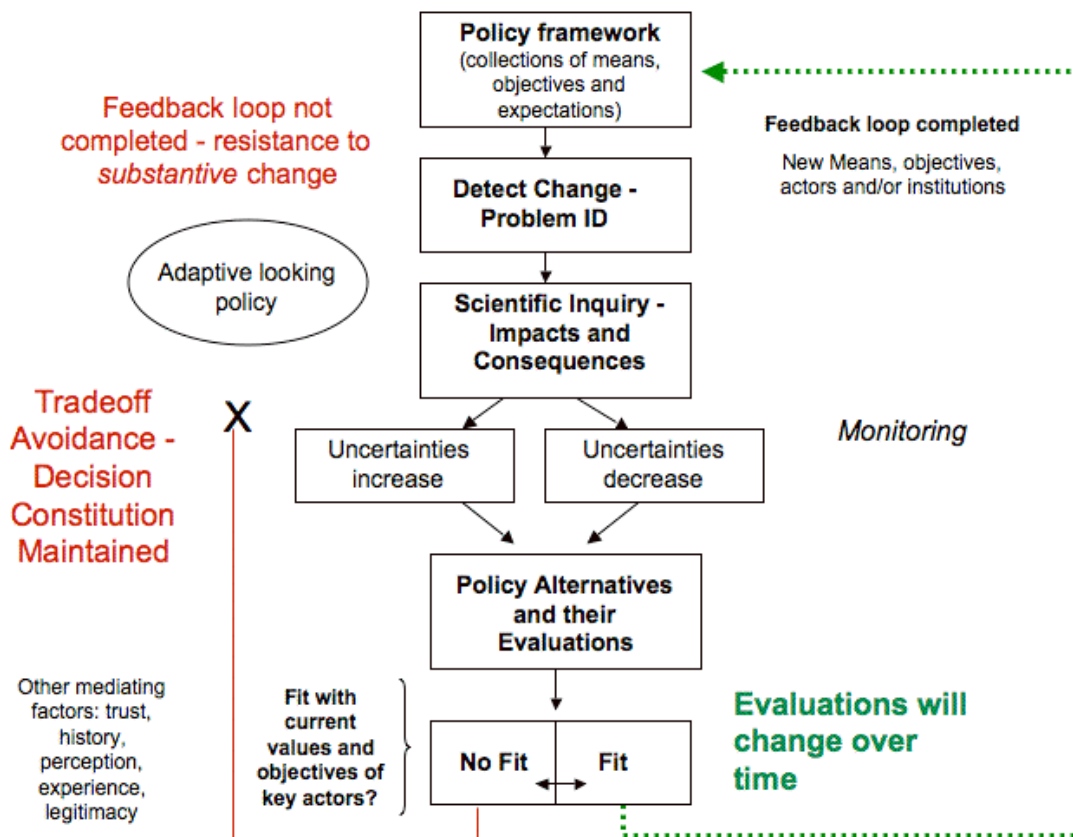 Policy framework
(collections of means,
objectives and
expectations)
Feedback loop not
completed - resistance to
substantive change
Feedback loop completed
New Means, objectives,
actors and/or institutions
Detect Change -
Problem ID
Adaptive looking
policy
Scientific Inquiry -
Impacts and
Consequences
Tradeoff
Avoidance -
Decision
Constitution
Maintained
X
Uncertainties
increase
Uncertainties
decrease
Monitoring
Policy Alternatives
and their
Evaluations
Other mediating
factors: trust,
history,
perception,
experience,
legitimacy
Fit with
current
values and
objectives of
key actors?
No Fit
Fit
Evaluations will
change over
time